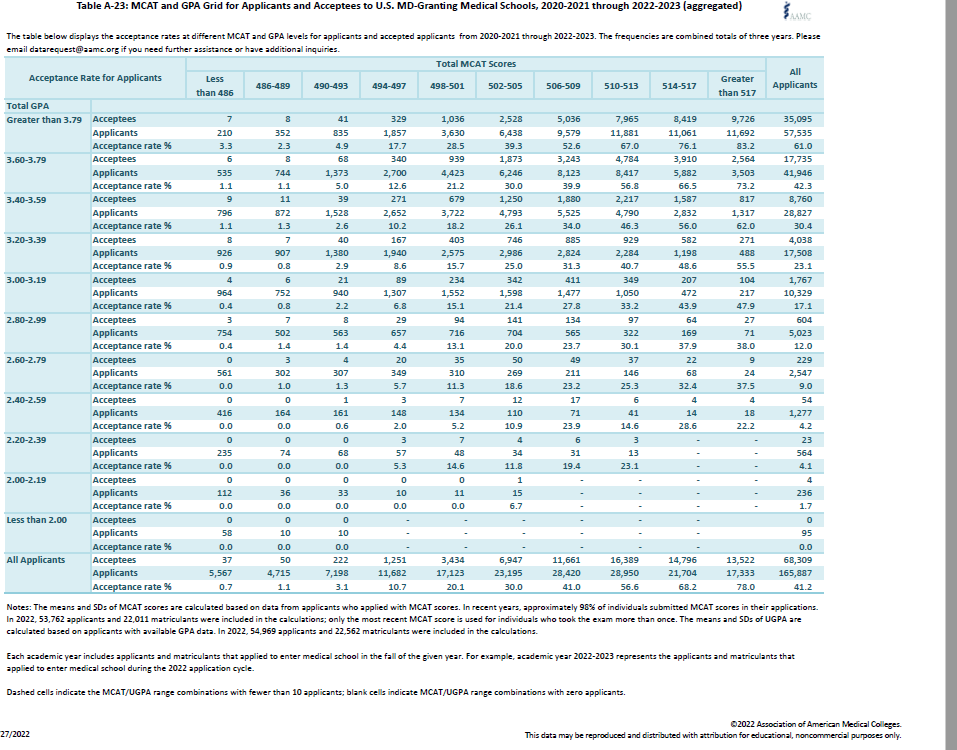 Table A-23: MCAT and GPA Grid for Applicants and Acceptees to U.S. MD-Granting Medical Schools, 2020-2021 through 2022-2023 (aggregated)
AAMC
The table below displays the acceptance rates at different MCAT and GPA levels for applicants and accepted applicants from 2020-2021 through 2022-2023. The frequencies are combined totals of three years. Please
email datarequest@aamc.org if you need further assistance or have additional inquiries.
Acceptance Rate for Applicants Total MCAT Scores All Applicants
Less than 486 486-489 490-493 494-497 498-501 502-505 506-509 510-513 514-517 Greater than 517
Total GPA
Greater than 3.79 Acceptees 7 8 41 329 1,036 2,528 5,036 7,965 8,419 9,726 35,095
Applicants 210 352 835 1,857 3,630 6,438 9,579 11,881 11,061 11,692 57,535
Acceptance rate % 3.3 2.3 4.9 17.7 28.5 39.3 52.6 67.0 76.1 83.2 61.0
3.60-3.79 Acceptees 6 8 68 340 939 1,873 3,243 4,784 3,910 2,564 17,735
Applicants 535 744 1,373 2,700 4,423 6,246 8,123 8,417 5,882 3,503 41,946
Acceptance rate % 1.1 1.1 5.0 12.6 21.2 30.0 39.9 56.8 66.5 73.2 42.3
3.40-3.59 Acceptees 9 11 39 271 679 1,250 1,880 2,217 1,587 817 8,760
Applicants 796 872 1,528 2,652 3,722 4,793 5,525 4,790 2,832 1,317 28,827
Acceptance rate % 1.1 1.3 2.6 10.2 18.2 26.1 34.0 46.3 56.0 62.0 30.4
3.20-3.39 Acceptees 8 7 40 167 403 746 885 929 582 271 4,038
Applicants 926 907 1,380 1,940 2,575 2,986 2,824 2,284 1,198 488 17,508
Acceptance rate % 0.9 0.8 2.9 8.6 15.7 25.0 31.3 40.7 48.6 55.5 23.1
3.00-3.19 Acceptees 4 6 21 89 234 342 411 349 207 104 1,767
Applicants 964 752 940 1,307 1,552 1,598 1,477 1,050 472 217 10,329
Acceptance rate % 0.4 0.8 2.2 6.8 15.1 21.4 27.8 33.2 43.9 47.9 17.1
2.80-2.99 Acceptees 3 7 8 29 94 141 134 97 64 27 604
Applicants 754 502 563 657 716 704 565 322 169 71 5,023
Acceptance rate % 0.4 1.4 1.4 4.4 13.1 20.0 23.7 30.1 37.9 38.0 12.0
2.60-2.79 Acceptees 0 3 4 20 35 50 49 37 22 9 229
Applicants 561 302 307 349 310 269 211 146 68 24 2,547
Acceptance rate % 0.0 1.0 1.3 5.7 11.3 18.6 23.2 25.3 32.4 37.5 9.0
2.40-2.59 Acceptees 0 0 1 3 7 12 17 6 4 4 54
Applicants 416 164 161 148 134 110 71 41 14 18 1,277
Acceptance rate % 0.0 0.0 0.6 2.0 5.2 10.9 23.9 14.6 28.6 22.2 4.2
2.20-2.39 Acceptees 0 0 0 3 7 4 6 3 - - 23
Applicants 235 74 68 57 48 34 31 13 - - 564
Acceptance rate % 0.0 0.0 0.0 5.3 14.6 11.8 19.4 23.1 - - 4.1
2.00-2.19 Acceptees 0 0 0 0 0 1 - - - - 4
Applicants 112 36 33 10 11 15 - - - - 236
Acceptance rate % 0.0 0.0 0.0 0.0 0.0 6.7 - - - - 1.7
Less than 2.00 Acceptees 0 0 0 - - - - - - 0
Applicants 58 10 10 - - - - - - 95
Acceptance rate % 0.0 0.0 0.0 - - - - - - 0.0
All Applicants Acceptees 37 50 222 1,251 3,434 6,947 11,661 16,389 14,796 13,522 68,309
Applicants 5,567 4,715 7,198 11,682 17,123 23,195 28,420 28,950 21,704 17,333 165,887
Acceptance rate % 0.7 1.1 3.1 10.7 20.1 30.0 41.0 56.6 68.2 78.0 41.2
Notes: The means and SDs of MCAT scores are calculated based on data from applicants who applied with MCAT scores. In recent years, approximately 98% of individuals submitted MCAT scores in their applications.
In 2022, 53,762 applicants and 22,011 matriculants were included in the calculations; only the most recent MCAT score is used for individuals who took the exam more than once. The means and SDs of UGPA are
calculated based on applicants with available GPA data. In 2022, 54,969 applicants and 22,562 matriculants were included in the calculations.
Each academic year includes applicants and matriculants that applied to enter medical school in the fall of the given year. For example, academic year 2022-2023 represents the applicants and matriculants that
applied to enter medical school during the 2022 application cycle.
Dashed cells indicate the MCAT/UGPA range combinations with fewer than 10 applicants; blank cells indicate MCAT/UGPA range combinations with zero applicants.
©2022 Association of American Medical Colleges.
27/2022 This data may be reproduced and distributed with attribution for educational, noncommercial purposes only.